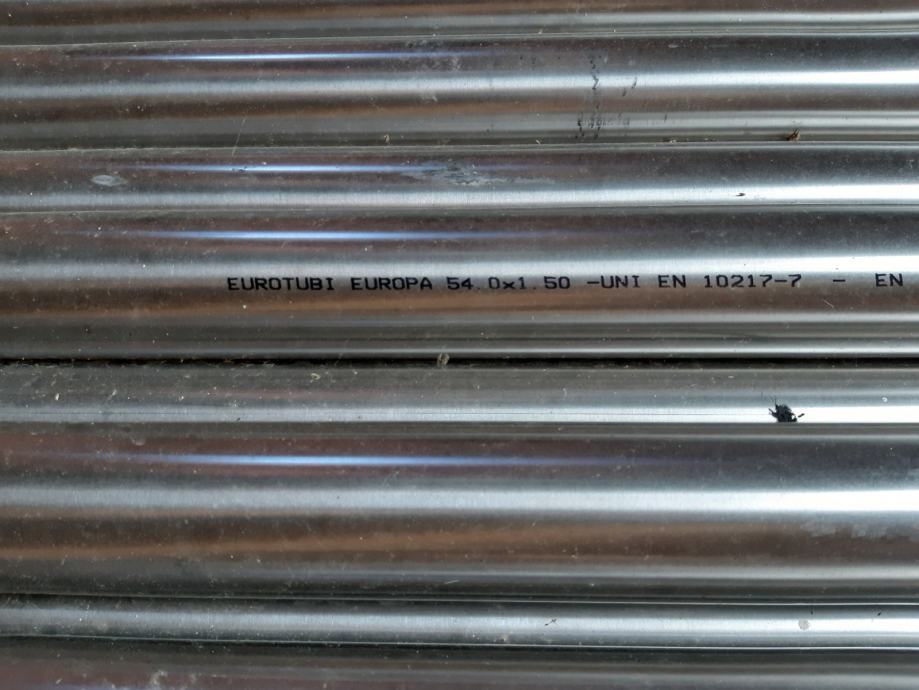 EUROTUBI EUROPA 54.0x1.50 -UNI EN 10217-7 - EN